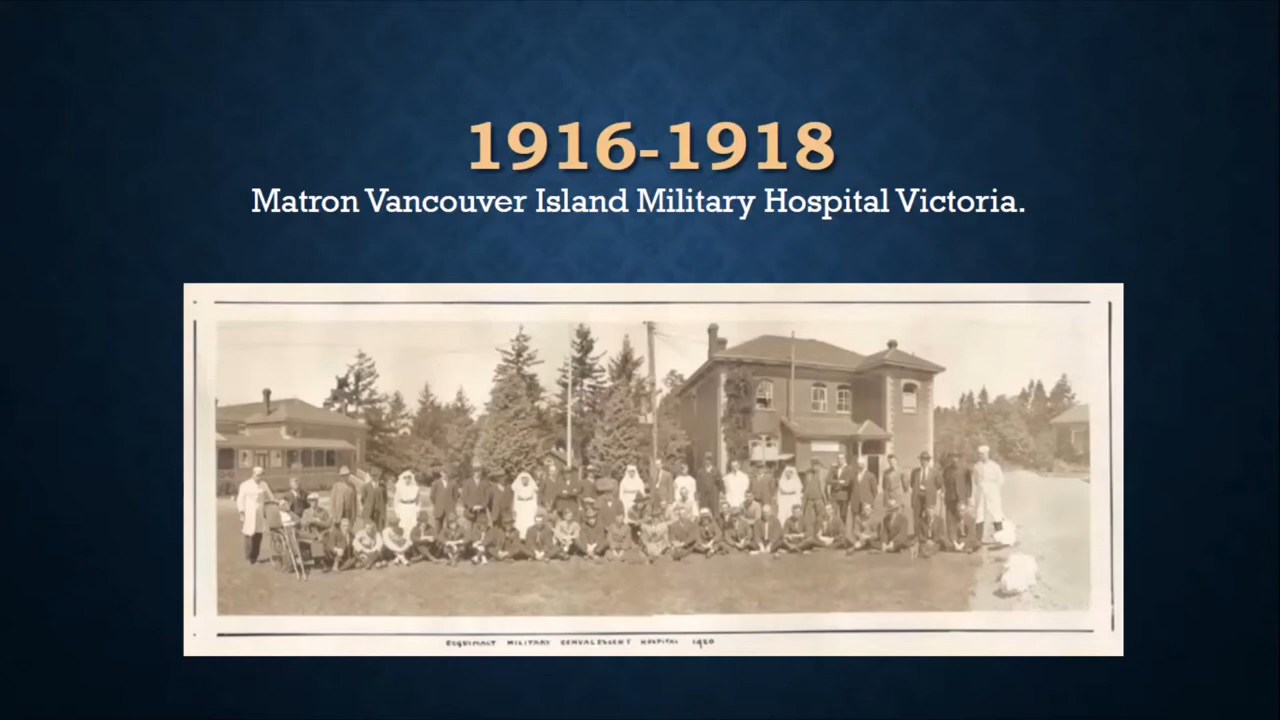 1916-1918
Matron Vancouver Island Military Hospital Victoria.
ESQUIMALT MILITARY CONVALESCENT HOSPITAL 1920